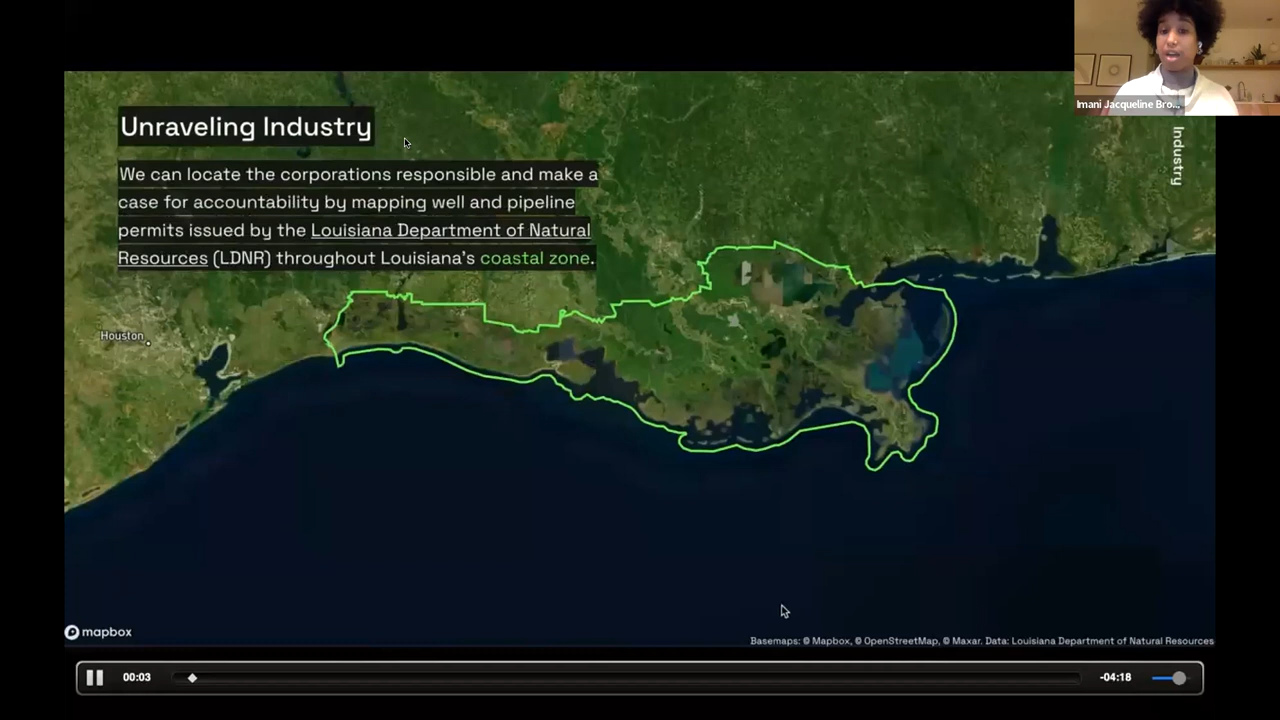 Imani Jacqueline Bro...
Unraveling Industry
Industry
We can locate the corporations responsible and make a
case for accountability by mapping well and pipeline
permits issued by the Louisiana Department of Natural
Resources (LDNR) throughout Louisiana's coastal zone.
Houston
mapbox
Basemaps: © Mapbox, © OpenStreetMap, © Maxar. Data: Louisiana Department of Natural Resources
00:03
-04:18